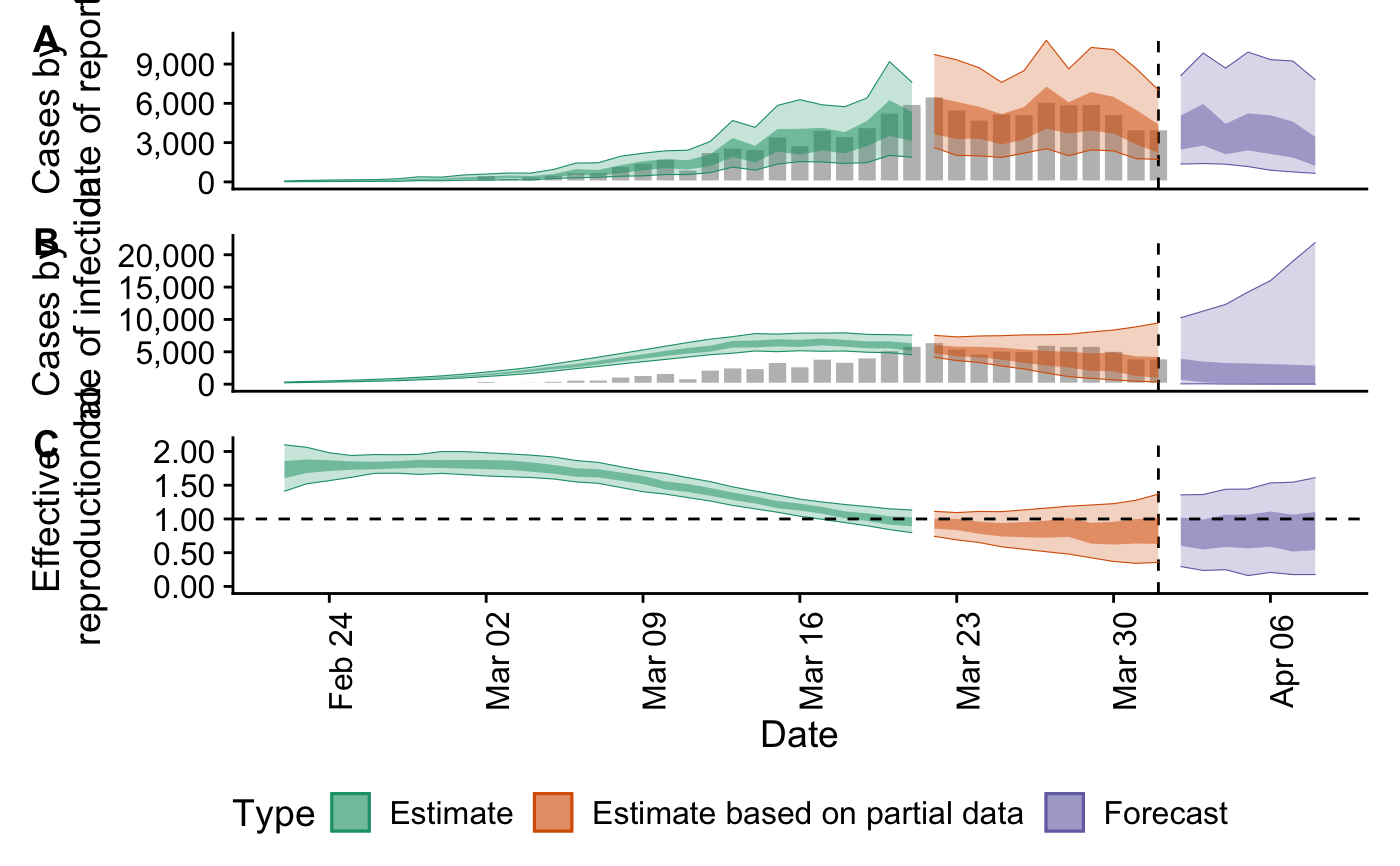 A
Cases by
date of report
9,000
6,000
3,000
0
B
Cases by
date of infection
20,000
15,000
10,000
5,000
0
C
Effective
reproduction
2.00
1.50
1.00
0.50
0.00
Feb 24
Mar 02
Mar 09
Mar 16
Mar 23
Mar 30
Apr 06
Date
Type
Estimate
Estimate based on partial data
Forecast